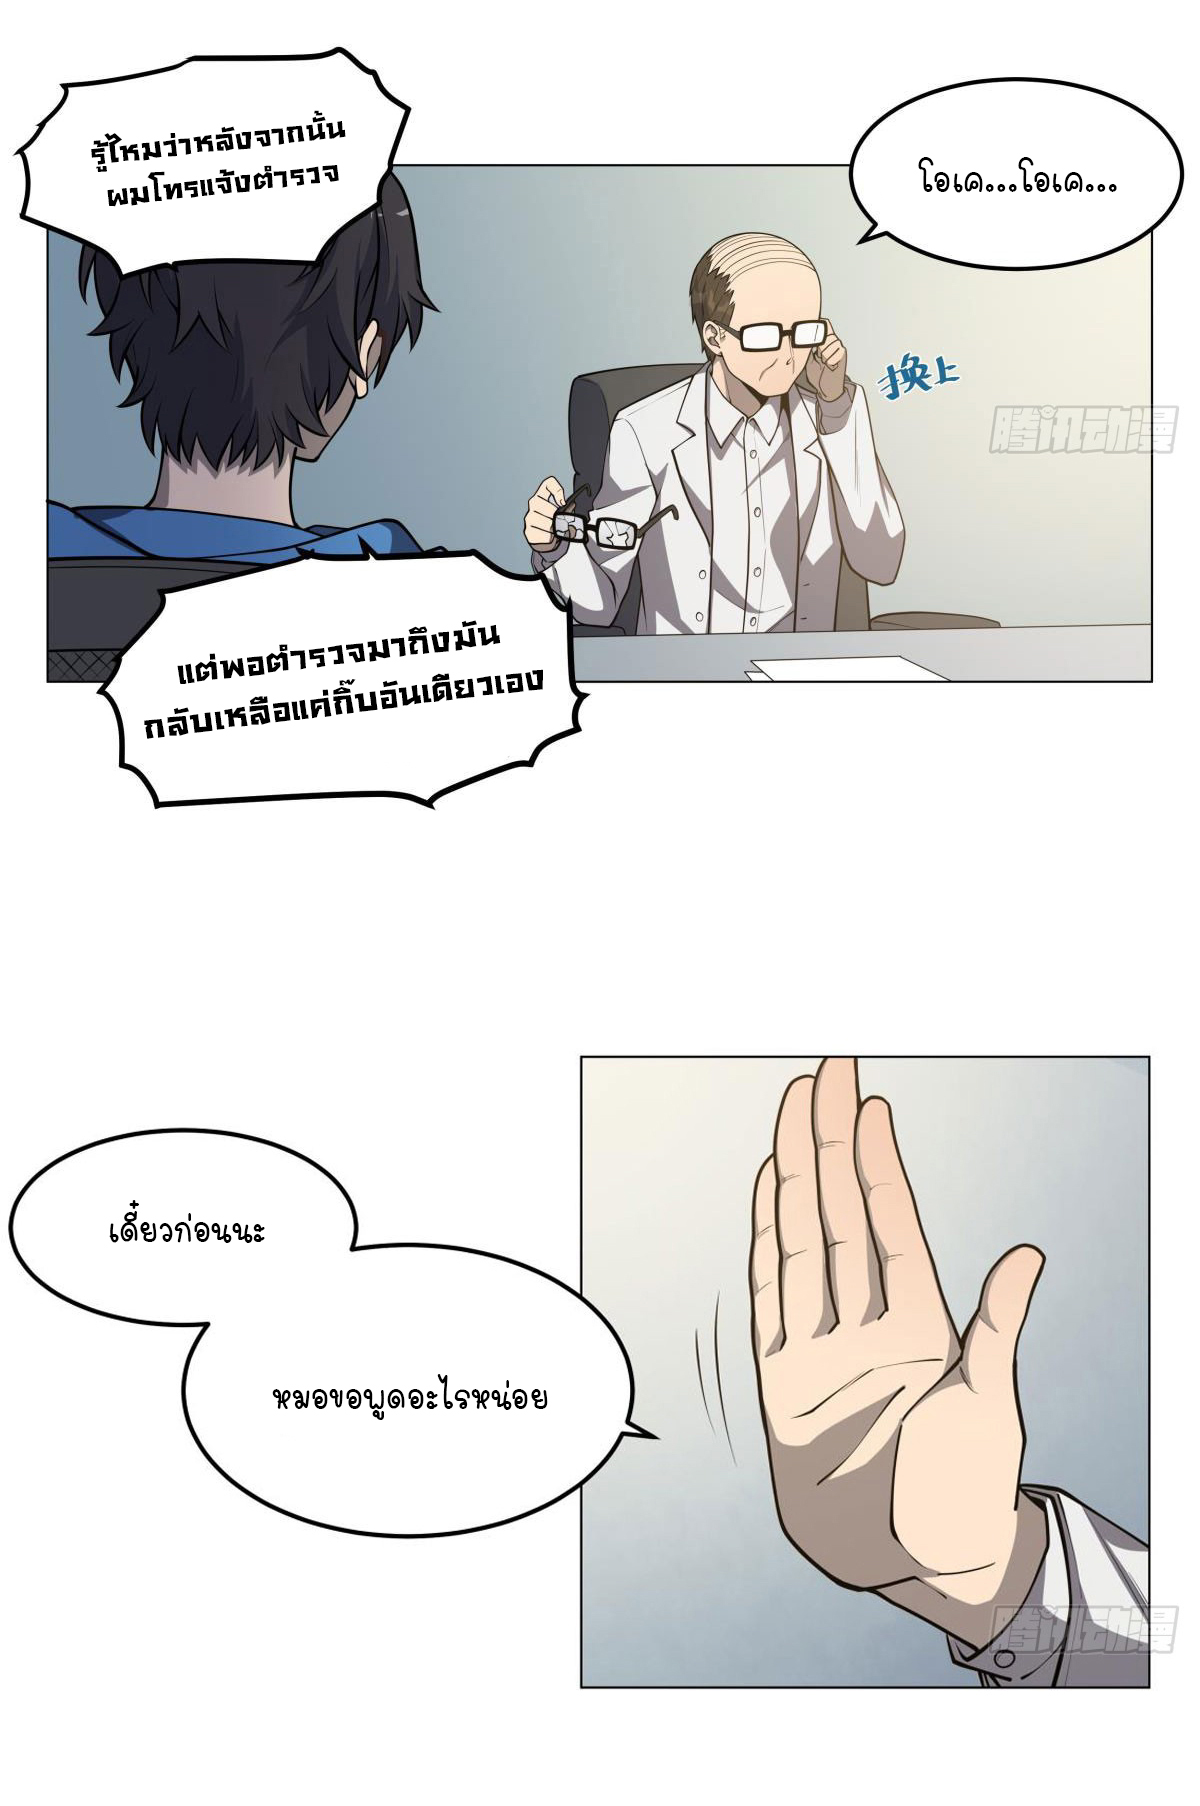 รู้ไหมว่าหลังจากนั้น
ผมโทรแจ้งตำรวจ
โอเค...โอเค...
换上
腾讯动漫
แต่พอตำรวจมาถึงมัน
กลับเหลือแค่กิ๊บอันเดียวเอง
เดี๋ยวก่อนนะ
หมอขอพูดอะไรหน่อย
腾讯动漫